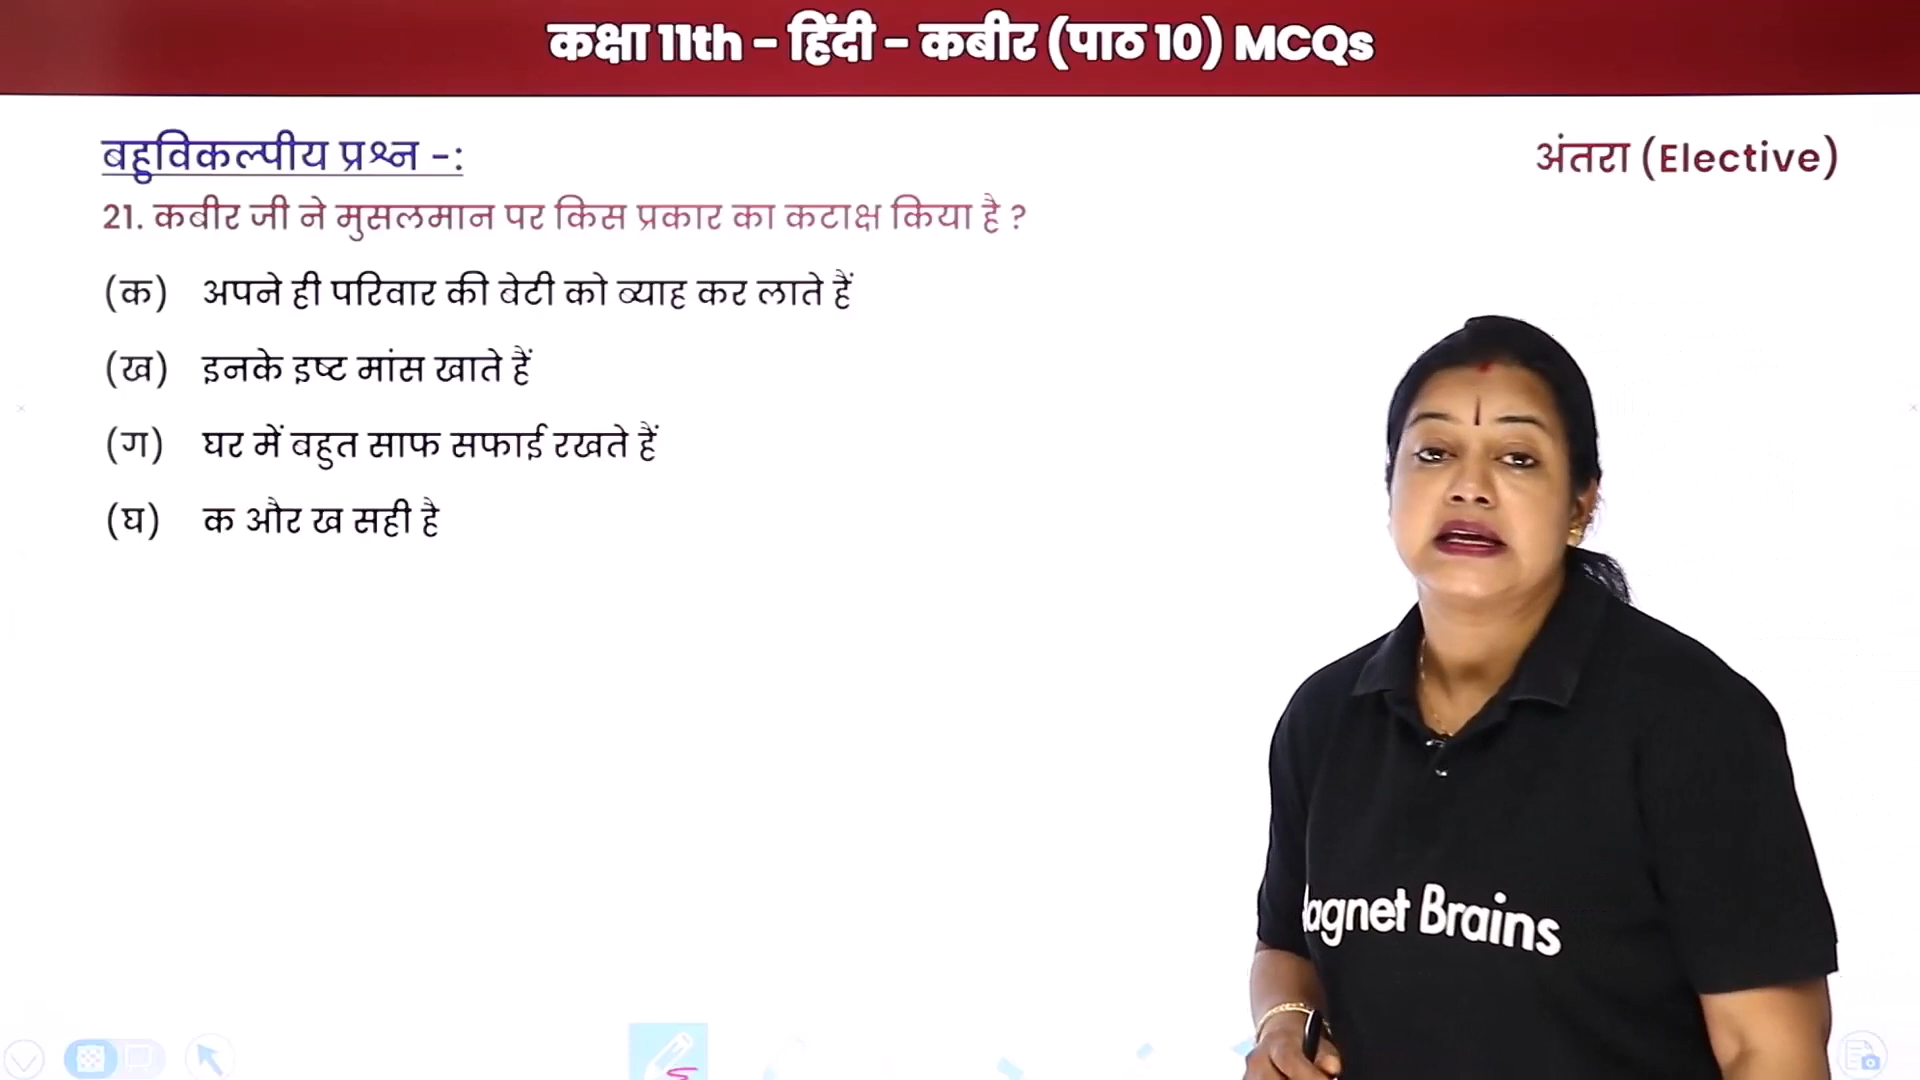 कक्षा 11th - हिंदी - कबीर (पाठ 10) MCQs
बहुविकल्पीय प्रश्न -:
अंतरा (Elective)
21. कबीर जी ने मुसलमान पर किस प्रकार का कटाक्ष किया है ?
(क) अपने ही परिवार की बेटी को ब्याह कर लाते हैं
(ख) इनके इष्ट मांस खाते हैं
(ग) घर में बहुत साफ सफाई रखते हैं
(घ) क और ख सही है
agnet Brains